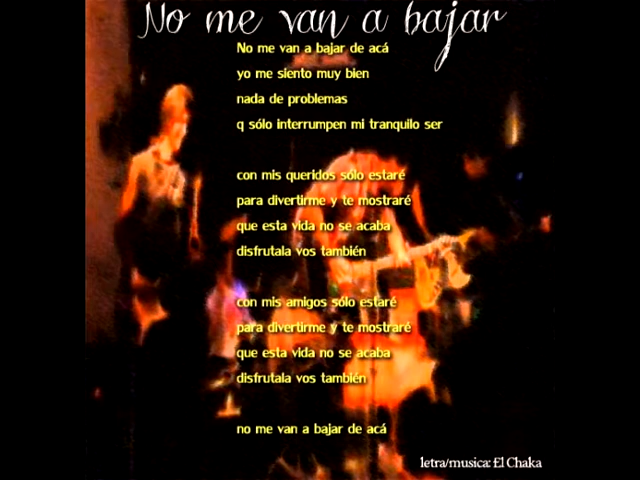 No me van a bajar
No me van a bajar de acá
yo me siento muy bien
nada de problemas
q sólo interrumpen mi tranquilo ser
con mis queridos sólo estaré
para divertirme y te mostraré
que esta vida no se acaba
disfrutala vos también
con mis amigos sólo estaré
para divertirme y te mostraré
que esta vida no se acaba
disfrutala vos también
no me van a bajar de acá
letra/musica: El Chaka